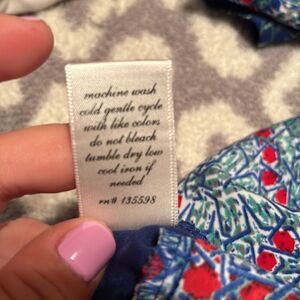 machine wash
cold gentle cycle
with like colors
do not bleach
tumble dry low
cool iron if
needed
rn# 135598